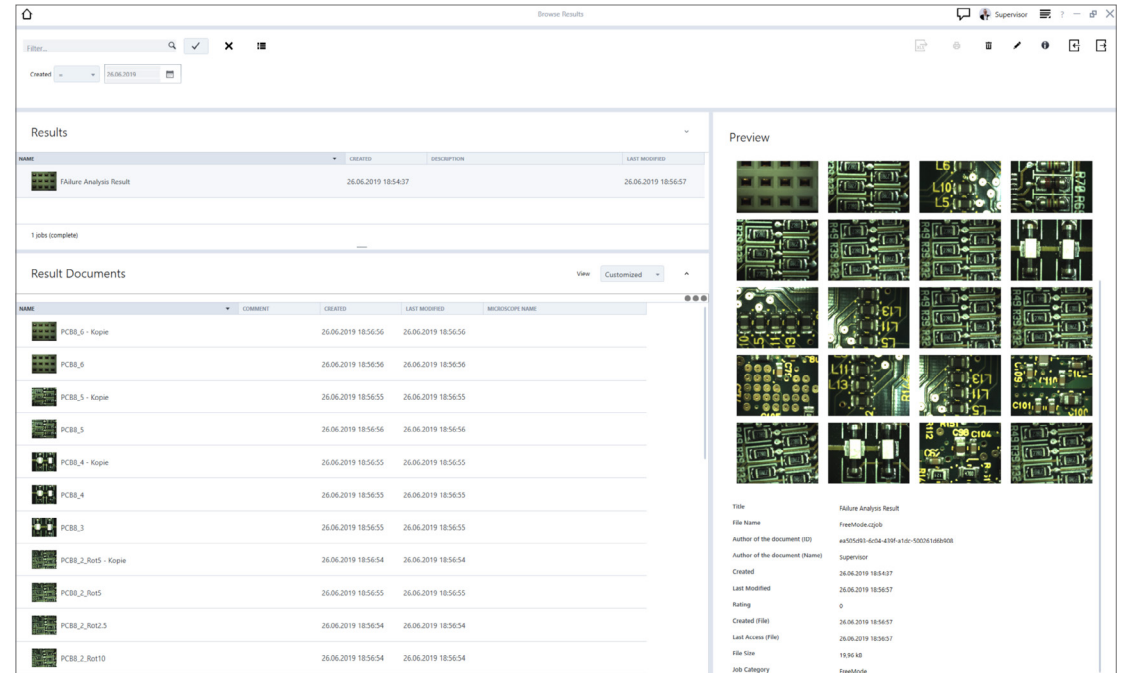 Browse Results
Supervisor
?
Filter...
Created = 26.06.2019
Results
NAME CREATED DESCRIPTION LAST MODIFIED
FAilure Analysis Result 26.06.2019 18:54:37 26.06.2019 18:56:57
1 jobs (complete)
Result Documents View Customized
NAME COMMENT CREATED LAST MODIFIED MICROSCOPE NAME
PCB8_6 - Kopie 26.06.2019 18:56:56 26.06.2019 18:56:56
PCB8_6 26.06.2019 18:56:56 26.06.2019 18:56:56
PCB8_5 - Kopie 26.06.2019 18:56:55 26.06.2019 18:56:55
PCB8_5 26.06.2019 18:56:56 26.06.2019 18:56:56
PCB8_4 - Kopie 26.06.2019 18:56:55 26.06.2019 18:56:55
PCB8_4 26.06.2019 18:56:55 26.06.2019 18:56:55
PCB8_3 26.06.2019 18:56:55 26.06.2019 18:56:55
PCB8_2_Rot5 - Kopie 26.06.2019 18:56:54 26.06.2019 18:56:54
PCB8_2_Rot5 26.06.2019 18:56:55 26.06.2019 18:56:55
PCB8_2_Rot2.5 26.06.2019 18:56:54 26.06.2019 18:56:54
PCB8_2_Rot10 26.06.2019 18:56:54 26.06.2019 18:56:54
Preview
L6
L10
L5
R70 R69
L11
L13
C101
C98 C104
Title FAilure Analysis Result
File Name FreeMode.czjob
Author of the document (ID) ea505d93-6c04-439f-a1dc-500261d6b908
Author of the document (Name) Supervisor
Created 26.06.2019 18:54:37
Last Modified 26.06.2019 18:56:57
Rating 0
Created (File) 26.06.2019 18:56:57
Last Access (File) 26.06.2019 18:56:57
File Size 19,96 kB
Job Category FreeMode